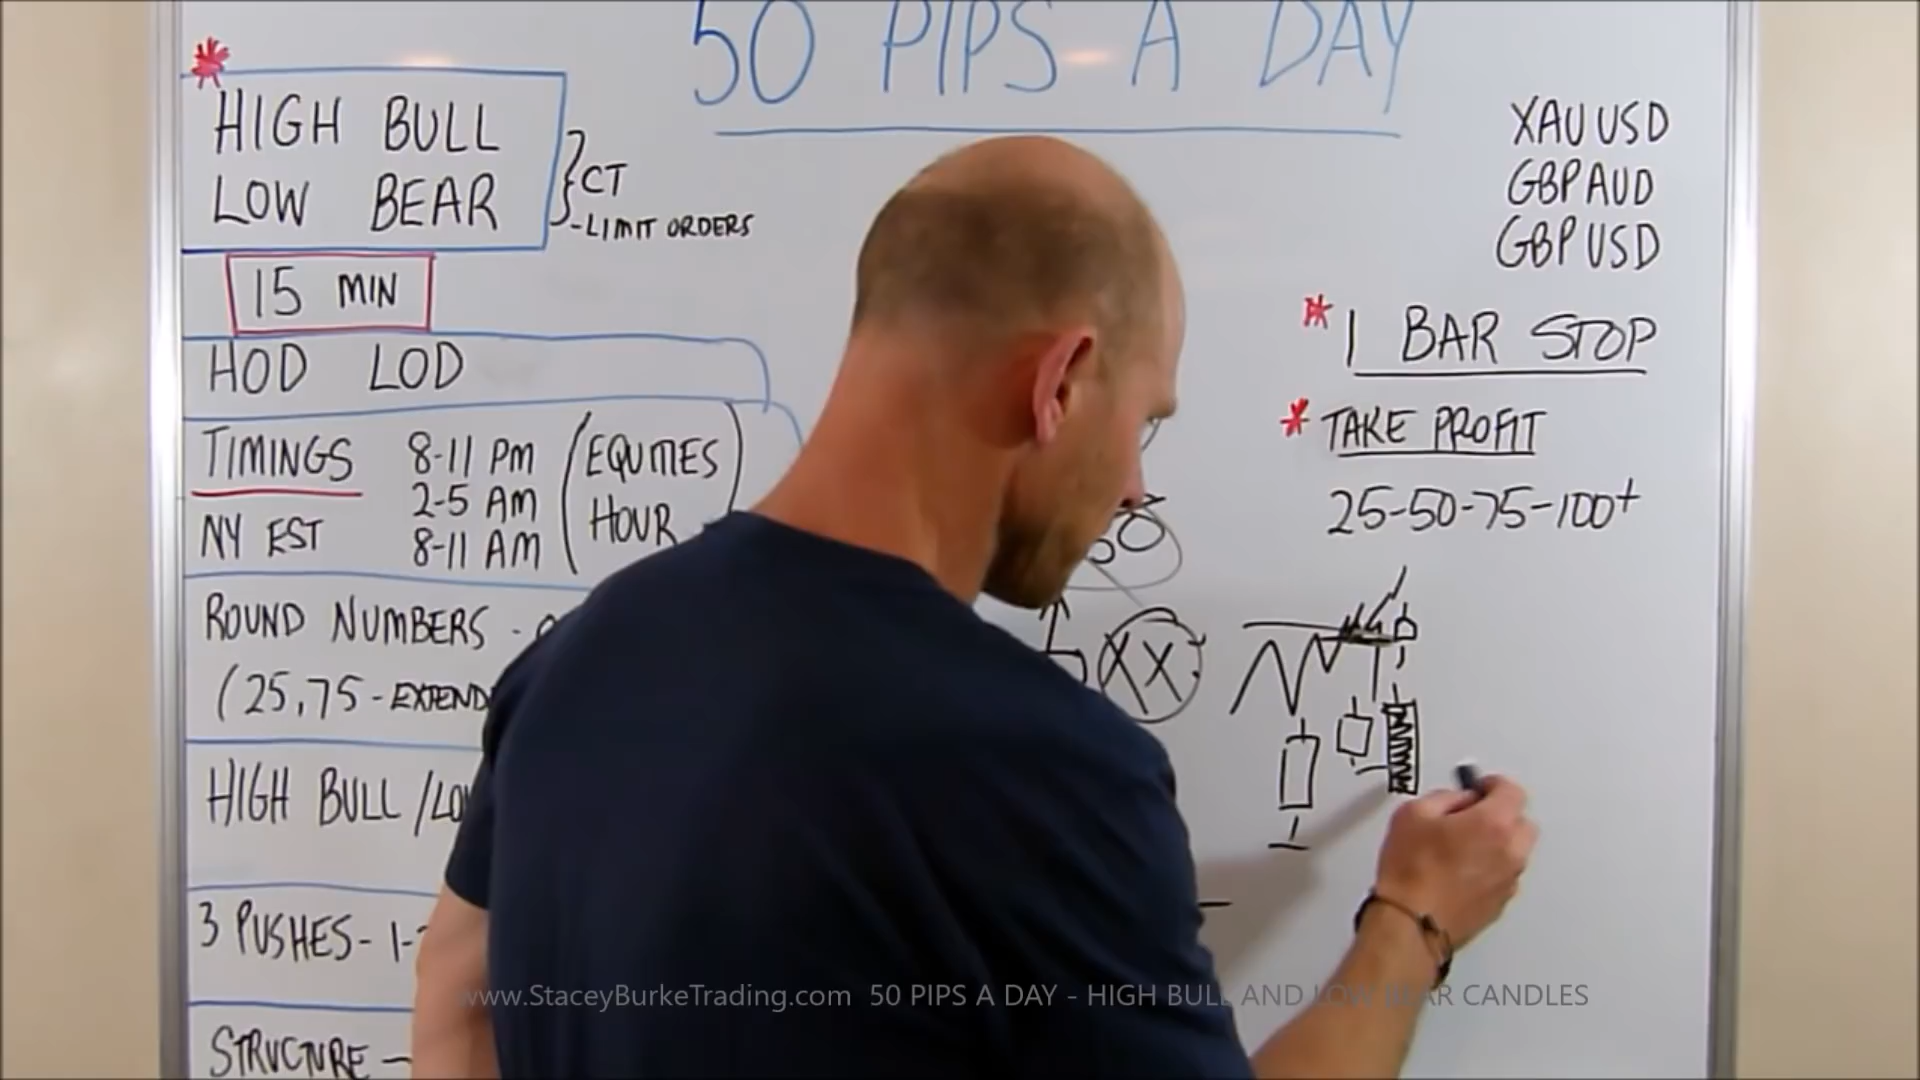 50 PIPS A DAY
HIGH BULL
LOW BEAR
CT
-LIMIT ORDERS
15 MIN
HOD LOD
TIMINGS 8-11 PM
2-5 AM
NY EST 8-11 AM
(EQUITIES
HOUR
ROUND NUMBERS -
(25,75-EXTEND
HIGH BULL /LOW
3 PUSHES- 1-
STRUCTURE -
XX
XAUUSD
GBPAUD
GBPUSD
* 1 BAR STOP
* TAKE PROFIT
25-50-75-100+
www.StaceyBurkeTrading.com 50 PIPS A DAY - HIGH BULL AND LOW BEAR CANDLES